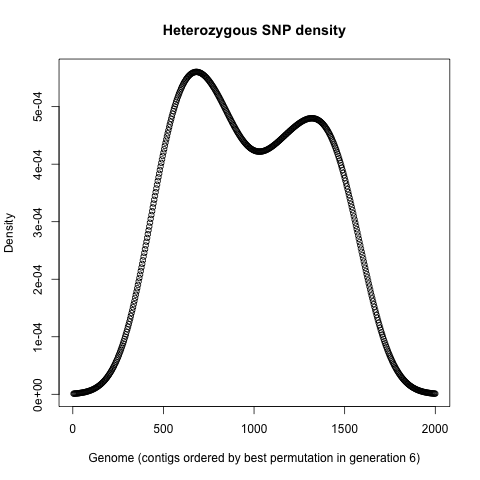 Heterozygous SNP density
Density
5e-04
4e-04
3e-04
2e-04
1e-04
0e+00
0 500 1000 1500 2000
Genome (contigs ordered by best permutation in generation 6)